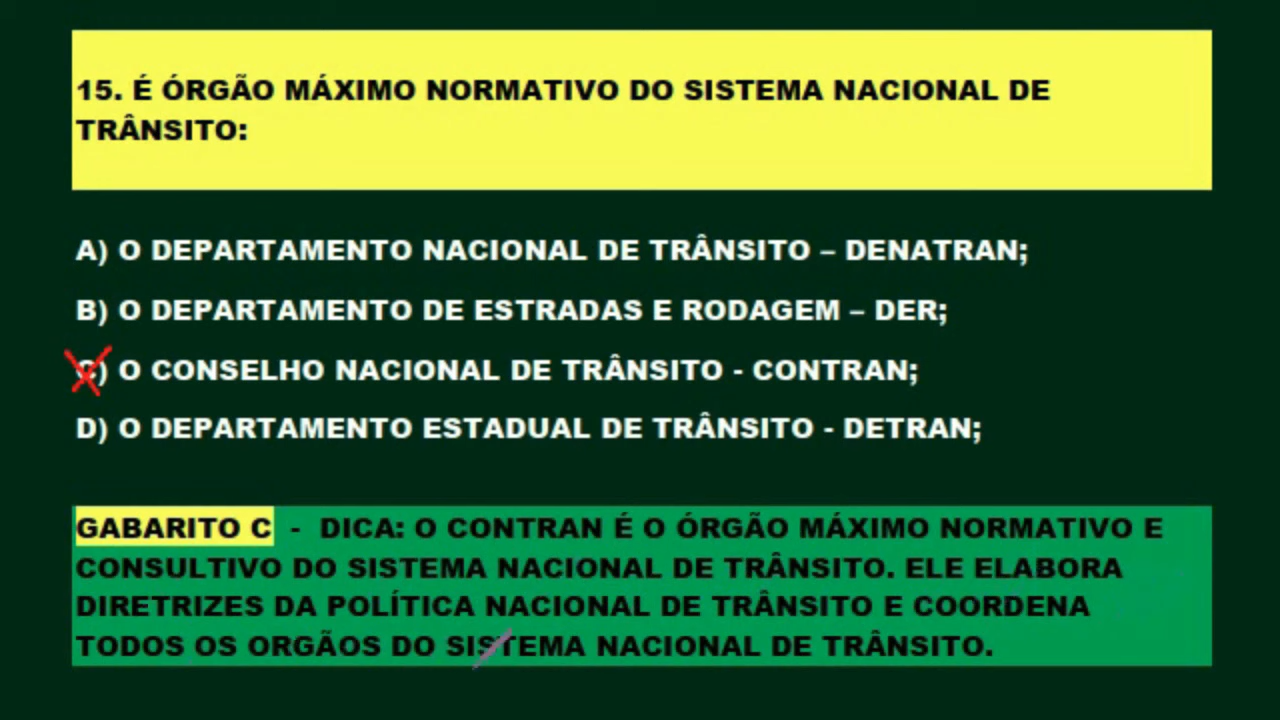 15. É ÓRGÃO MÁXIMO NORMATIVO DO SISTEMA NACIONAL DE
TRÂNSITO:
A) O DEPARTAMENTO NACIONAL DE TRÂNSITO – DENATRAN;
B) O DEPARTAMENTO DE ESTRADAS E RODAGEM – DER;
C) O CONSELHO NACIONAL DE TRÂNSITO - CONTRAN;
D) O DEPARTAMENTO ESTADUAL DE TRÂNSITO - DETRAN;
GABARITO C - DICA: O CONTRAN É O ÓRGÃO MÁXIMO NORMATIVO E
CONSULTIVO DO SISTEMA NACIONAL DE TRÂNSITO. ELE ELABORA
DIRETRIZES DA POLÍTICA NACIONAL DE TRÂNSITO E COORDENA
TODOS OS ORGÃOS DO SISTEMA NACIONAL DE TRÂNSITO.